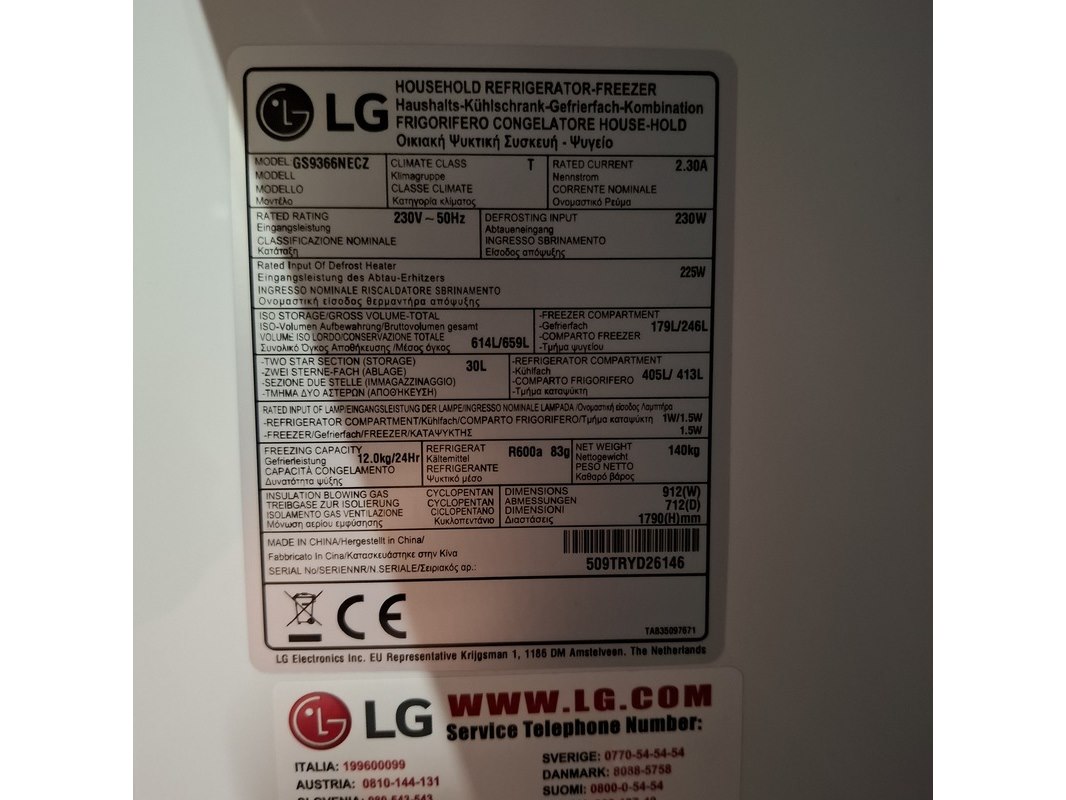 LG
HOUSEHOLD REFRIGERATOR-FREEZER
Haushalts-Kühlschrank-Gefrierfach-Kombination
FRIGORIFERO CONGELATORE HOUSE-HOLD
Οικιακή Ψυκτική Συσκευή - Ψυγείο
MODEL: GS9366NECZ
MODELL
MODELLO
Μοντέλο
CLIMATE CLASS T
Klimagruppe
CLASSE CLIMATE
Κατηγορία κλίματος
RATED CURRENT 2.30A
Nennstrom
CORRENTE NOMINALE
Ονομαστικό Ρεύμα
RATED RATING 230V ~ 50Hz
Eingangsleistung
CLASSIFICAZIONE NOMINALE
Κατάταξη
DEFROSTING INPUT 230W
Abtaueneingang
INGRESSO SBRINAMENTO
Είσοδος απόψυξης
Rated Input Of Defrost Heater 225W
Eingangsleistung des Abtau-Erhitzers
INGRESSO NOMINALE RISCALDATORE SBRINAMENTO
Ονομαστική είσοδος θερμαντήρα απόψυξης
ISO STORAGE/GROSS VOLUME-TOTAL
ISO-Volumen Aufbewahrung/Bruttovolumen gesamt
VOLUME ISO LORDO/CONSERVAZIONE TOTALE
Συνολικό Όγκος Αποθήκευσης /Μέσος όγκος 614L/659L
-FREEZER COMPARTMENT
-Gefrierfach 179L/246L
-COMPARTO FREEZER
-Τμήμα ψυγείου
-TWO STAR SECTION (STORAGE) 30L
-ZWEI STERNE-FACH (ABLAGE)
-SEZIONE DUE STELLE (IMMAGAZZINAGGIO)
-ΤΜΗΜΑ ΔΥΟ ΑΣΤΕΡΩΝ (ΑΠΟΘΗΚΕΥΣΗ)
-REFRIGERATOR COMPARTMENT
-Kühlfach 405L/ 413L
-COMPARTO FRIGORIFERO
-Τμήμα καταψύκτη
RATED INPUT OF LAMP/EINGANGSLEISTUNG DER LAMPE/INGRESSO NOMINALE LAMPADA /Ονομαστική είσοδος Λαμπτήρα
-REFRIGERATOR COMPARTMENT/Kühlfach/COMPARTO FRIGORIFERO/Τμήμα καταψύκτη 1W/1.5W
-FREEZER/Gefrierfach/FREEZER/ΚΑΤΑΨΥΚΤΗΣ 1.5W
FREEZING CAPACITY 12.0kg/24Hr
Gefrierleistung
CAPACITÀ CONGELAMENTO
Δυνατότητα ψύξης
REFRIGERAT R600a 83g
Kältemittel
REFRIGERANTE
Ψυκτικό μέσο
NET WEIGHT 140kg
Nettogewicht
PESO NETTO
Καθαρό βάρος
INSULATION BLOWING GAS CYCLOPENTAN
TREIBGASE ZUR ISOLIERUNG CYCLOPENTAN
ISOLAMENTO GAS VENTILAZIONE CICLOPENTANO
Μόνωση αερίου εμφύσησης Κυκλοπεντάνιο
DIMENSIONS 912(W)
ABMESSUNGEN 712(D)
DIMENSIONI
Διαστάσεις 1790(H)mm
MADE IN CHINA/Hergestellt in China/
Fabbricato In Cina/Κατασκευάστηκε στην Κίνα
SERIAL No/SERIENNR/N.SERIALE/Σειριακός αρ.: 509TRYD26146
CE
TA835097671
LG Electronics Inc. EU Representative Krijgsman 1, 1186 DM Amstelveen. The Netherlands
LG
WWW.LG.COM
Service Telephone Number:
ITALIA: 199600099
AUSTRIA: 0810-144-131
SVERIGE: 0770-54-54-54
DANMARK: 8088-5758
SUOMI: 0800-0-54-54